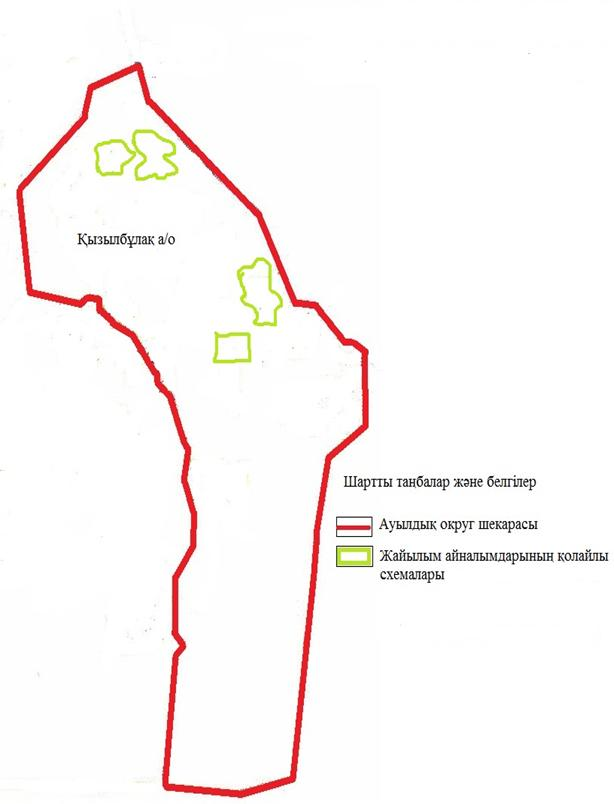 Қызылбұлақ а/о
Шартты таңбалар және белгілер
Ауылдық округ шекарасы
Жайылым айналымдарының қолайлы
схемалары